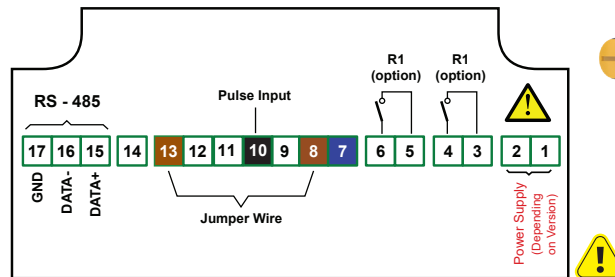 R1
(option)
R1
(option)
RS - 485
Pulse Input
17 16 15 14 13 12 11 10 9 8 7 6 5 4 3 2 1
GND
DATA-
DATA+
Jumper Wire
Power Supply
(Depending
on Version)